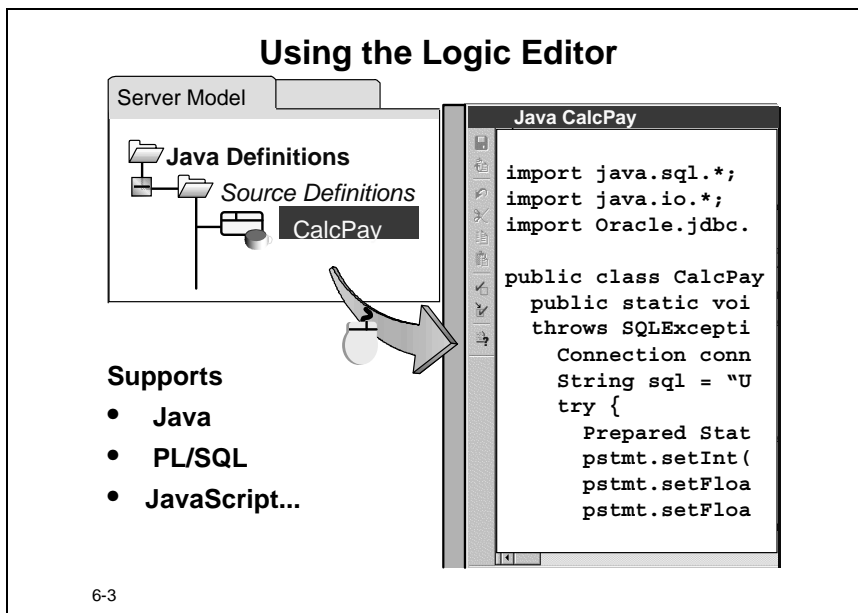 Using the Logic Editor
Server Model
Java Definitions
Source Definitions
CalcPay
Supports
• Java
• PL/SQL
• JavaScript...
Java CalcPay
import java.sql.*;
import java.io.*;
import Oracle.jdbc.
public class CalcPay
public static voi
throws SQLExcepti
Connection conn
String sql = “U
try {
Prepared Stat
pstmt.setInt(
pstmt.setFloa
pstmt.setFloa
6-3